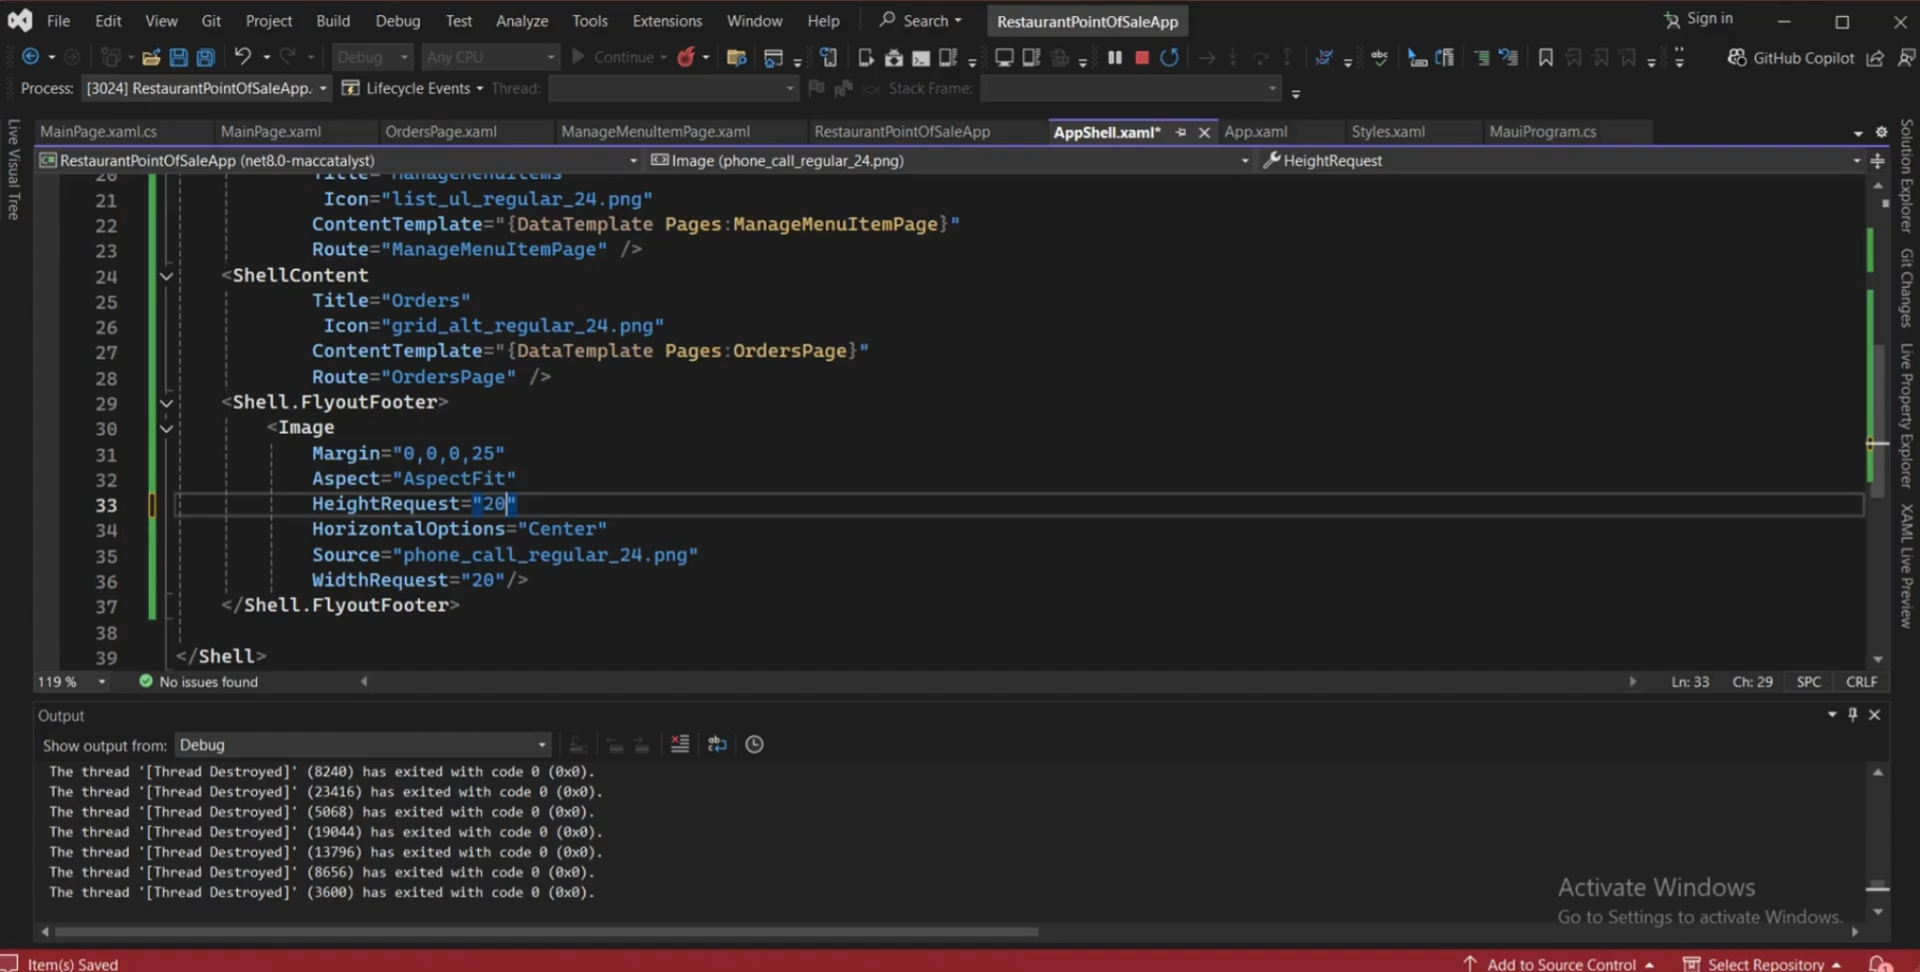 File Edit View Git Project Build Debug Test Analyze Tools Extensions Window Help Search RestaurantPointOfSaleApp Sign in
Debug Any CPU Continue GitHub Copilot
Process: [3024] RestaurantPointOfSaleApp. Lifecycle Events Thread: Stack Frame:
MainPage.xaml.cs MainPage.xaml OrdersPage.xaml ManageMenuItemPage.xaml RestaurantPointOfSaleApp AppShell.xaml* App.xaml Styles.xaml MauiProgram.cs
RestaurantPointOfSaleApp (net8.0-maccatalyst) Image (phone_call_regular_24.png) HeightRequest
20 Title="ManageMenuItems"
21 Icon="list_ul_regular_24.png"
22 ContentTemplate="{DataTemplate Pages:ManageMenuItemPage}"
23 Route="ManageMenuItemPage" />
24 <ShellContent
25 Title="Orders"
26 Icon="grid_alt_regular_24.png"
27 ContentTemplate="{DataTemplate Pages:OrdersPage}"
28 Route="OrdersPage" />
29 <Shell.FlyoutFooter>
30 <Image
31 Margin="0,0,0,25"
32 Aspect="AspectFit"
33 HeightRequest="20"
34 HorizontalOptions="Center"
35 Source="phone_call_regular_24.png"
36 WidthRequest="20"/>
37 </Shell.FlyoutFooter>
38
39 </Shell>
119 % No issues found Ln: 33 Ch: 29 SPC CRLF
Output
Show output from: Debug
The thread '[Thread Destroyed]' (8240) has exited with code 0 (0x0).
The thread '[Thread Destroyed]' (23416) has exited with code 0 (0x0).
The thread '[Thread Destroyed]' (5068) has exited with code 0 (0x0).
The thread '[Thread Destroyed]' (19044) has exited with code 0 (0x0).
The thread '[Thread Destroyed]' (13796) has exited with code 0 (0x0).
The thread '[Thread Destroyed]' (8656) has exited with code 0 (0x0).
The thread '[Thread Destroyed]' (3600) has exited with code 0 (0x0).
Activate Windows
Go to Settings to activate Windows.
Item(s) Saved Add to Source Control Select Repository
Live Visual Tree
Solution Explorer
Git Changes
Live Property Explorer
XAML Live Preview